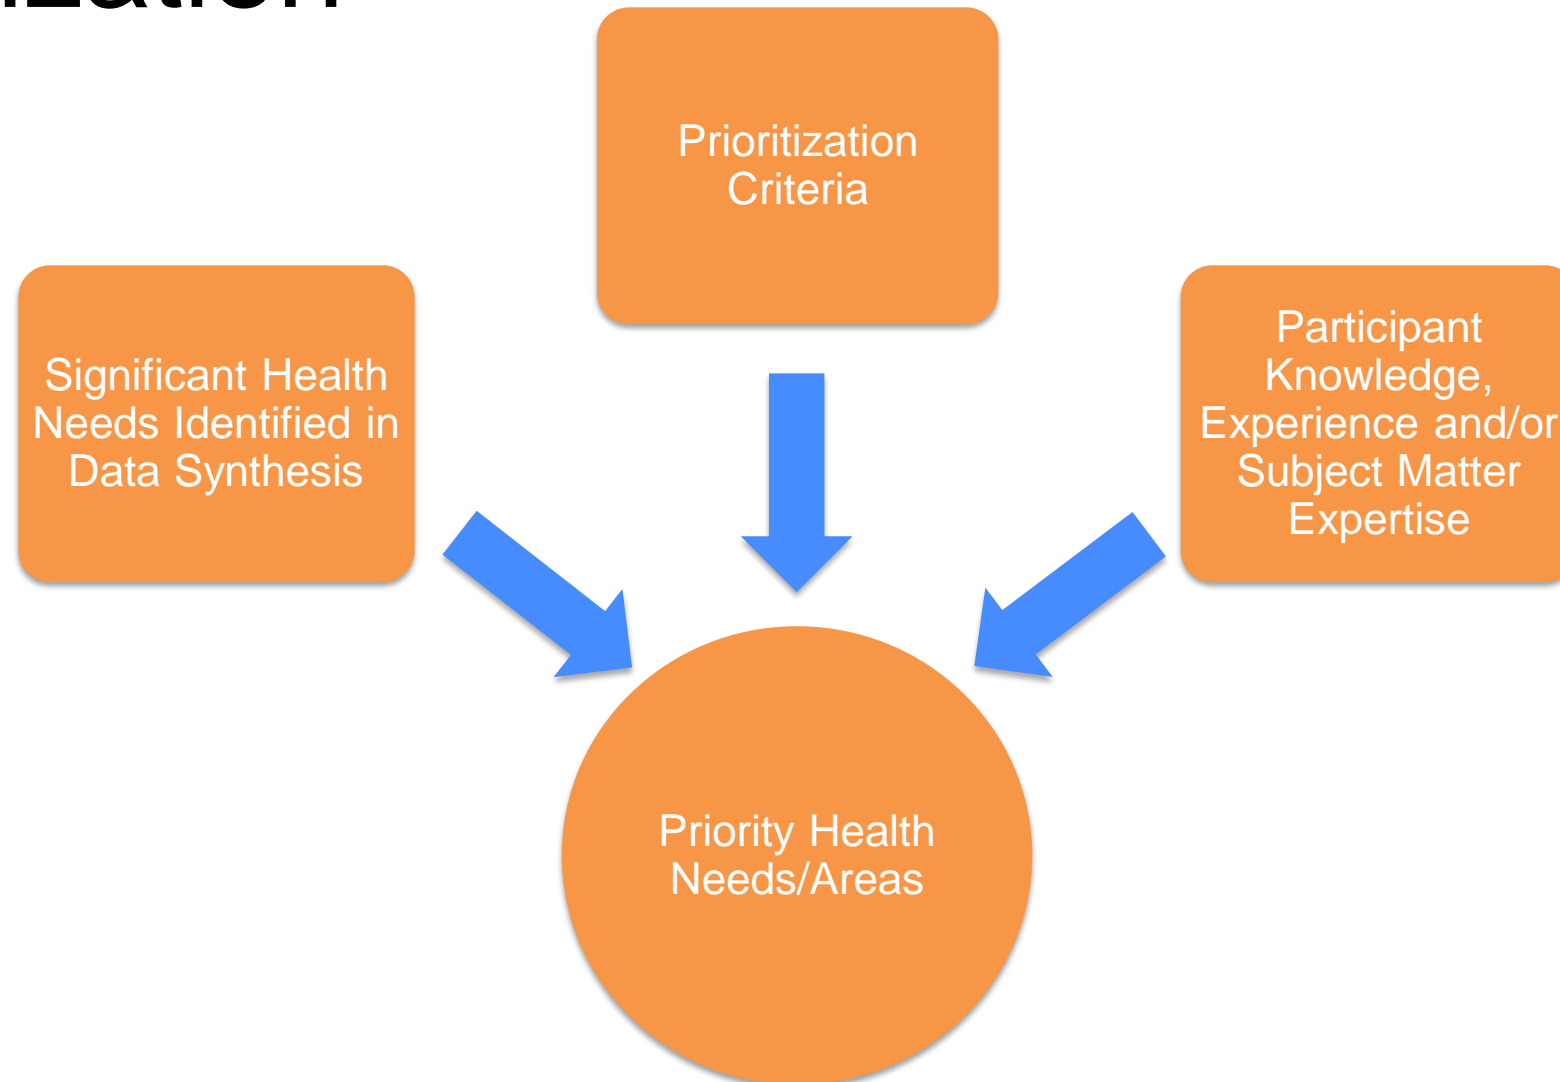 Prioritization
Criteria
Significant Health
Needs Identified in
Data Synthesis
Participant
Knowledge,
Experience and/or
Subject Matter
Expertise
Priority Health
Needs/Areas